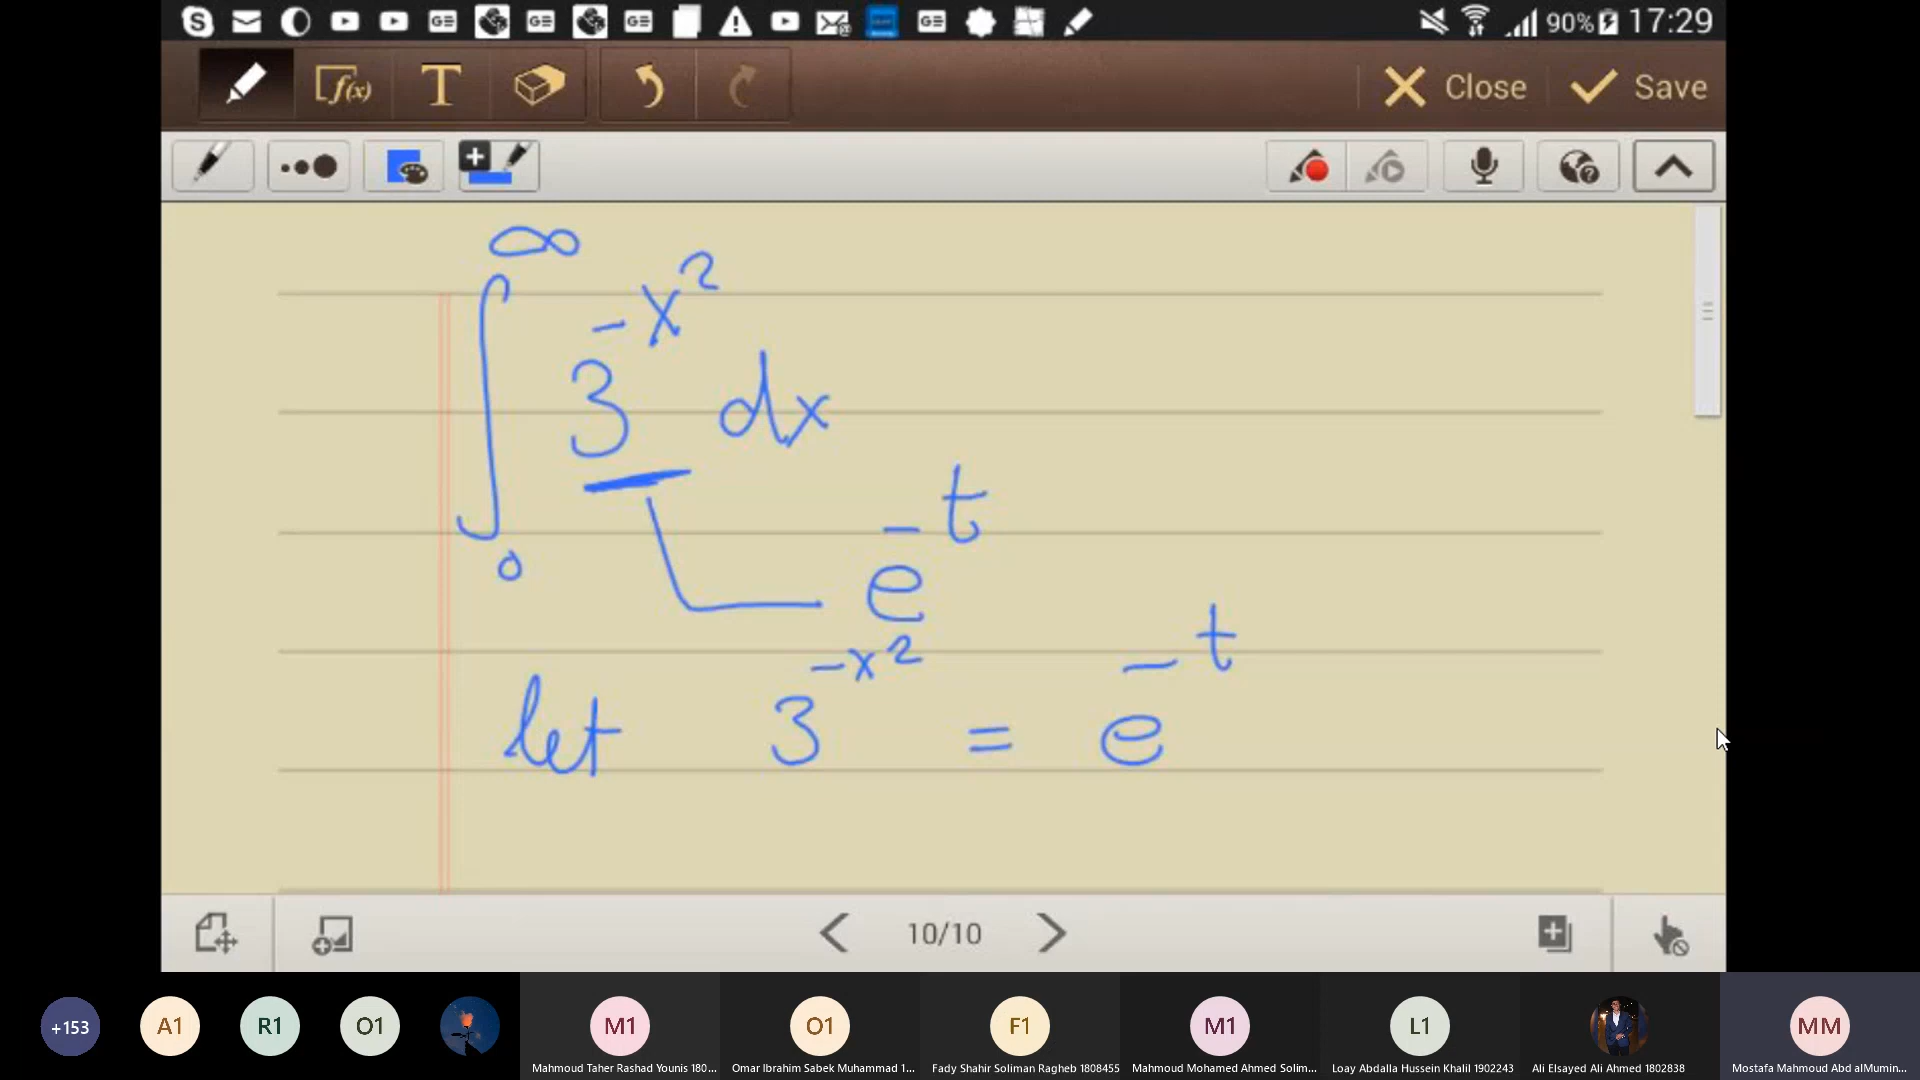 90% 17:29
f(x) T Close Save
∞
∫ 3^{-x^2} dx
0
e^{-t}
let 3^{-x^2} = e^{-t}
10/10
+153 A1 R1 O1 M1 O1 F1 M1 L1 MM
Mahmoud Taher Rashad Younis 180... Omar Ibrahim Sabek Muhammad 1... Fady Shahir Soliman Ragheb 1808455 Mahmoud Mohamed Ahmed Solim... Loay Abdalla Hussein Khalil 1902243 Ali Elsayed Ali Ahmed 1802838 Mostafa Mahmoud Abd alMumin...